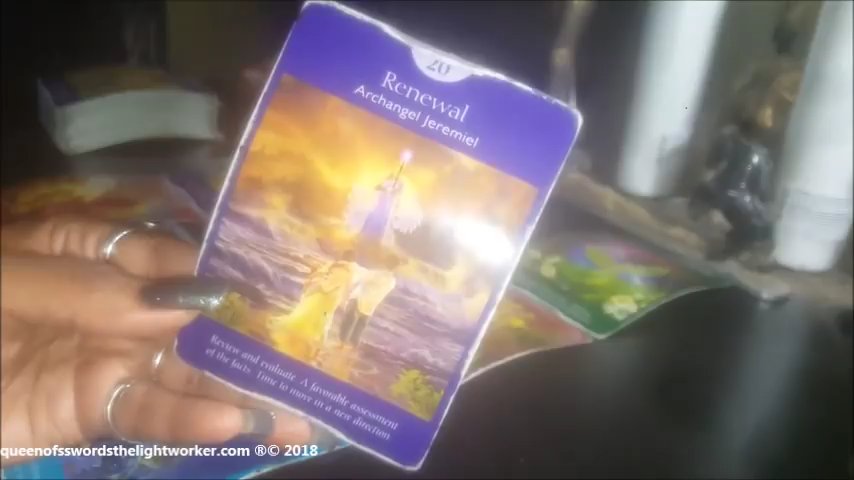 20
Renewal
Archangel Jeremiel
Review and evaluate A favorable assessment
of the facts Time to move in a new direction
queenofsswordsthelightworker.com ®© 2018